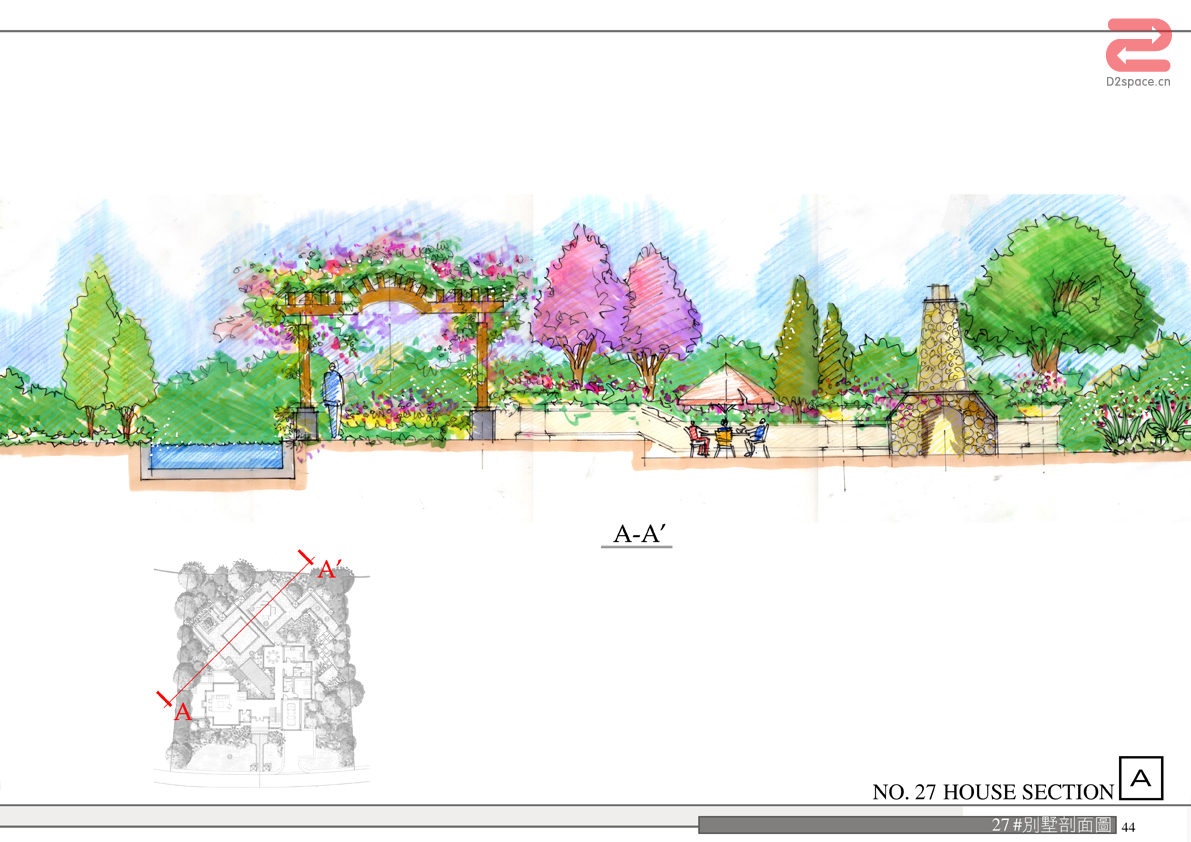 D2space.cn
A-A′
A′
A
NO. 27 HOUSE SECTION
A
27#別墅剖面圖
44